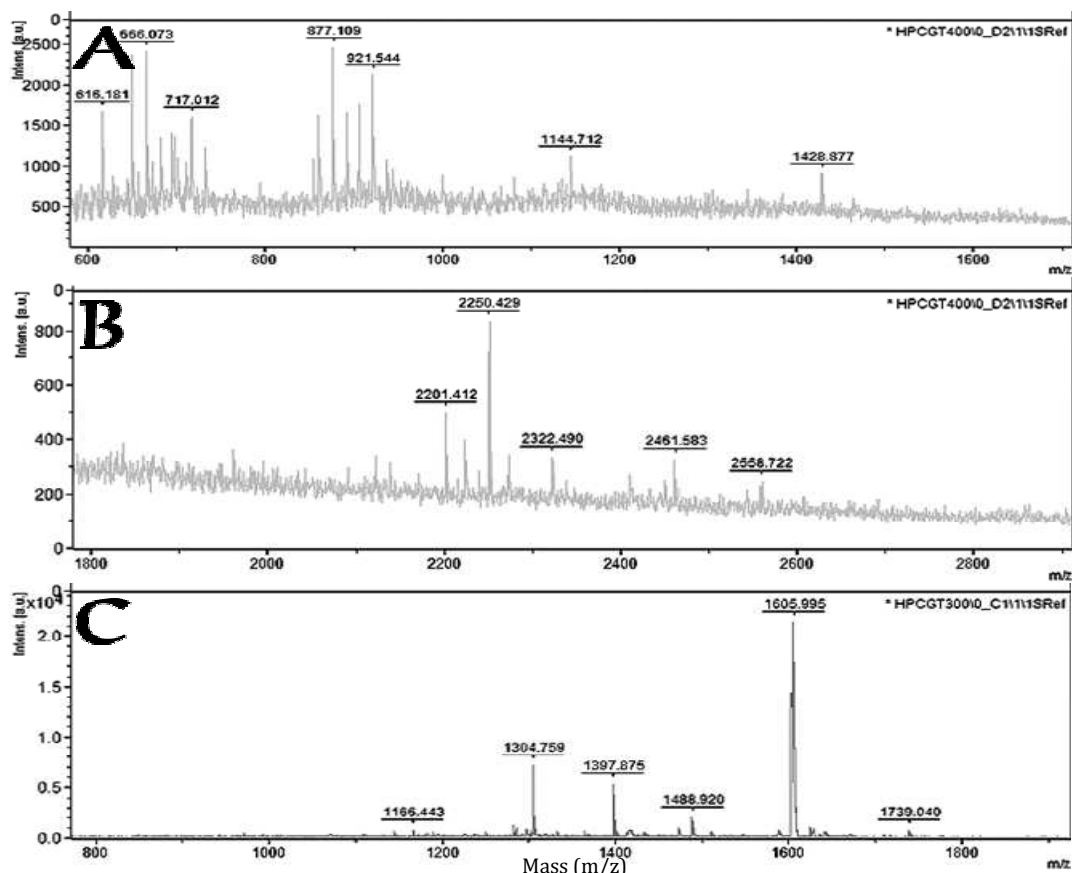 A
Intens. [a.u.]
0
2500
2000
1500
1000
500
616.181
666.073
717.012
877.109
921.544
1144.712
1428.877
* HPCGT400\0_D2\1\1SRef
600 800 1000 1200 1400 1600
m/z
B
Intens. [a.u.]
0
800
600
400
200
0
2201.412
2250.429
2322.490
2461.583
2558.722
* HPCGT400\0_D2\1\1SRef
1800 2000 2200 2400 2600 2800
m/z
C
Intens. [a.u.]
0
x10⁴
2.0
1.5
1.0
0.5
0.0
1166.443
1304.759
1397.875
1488.920
1605.995
1739.040
* HPCGT300\0_C1\1\1SRef
800 1000 1200 1400 1600 1800
Mass (m/z)
m/z